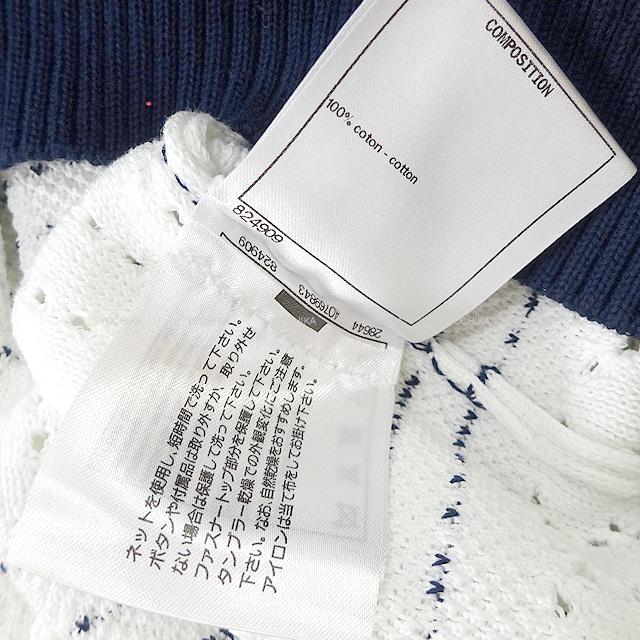 COMPOSITION
100% coton - cotton
824909
824909
28644
ネットを使用し、短時間で洗って下さい。
ボタンや付属品は取り外すか、取り外せ
ない場合は保護して洗って下さい。
ファスナートップ部分を保護して下さい。
タンブラー乾燥での外観変化にご注意
下さい。なお、自然乾燥をおすすめします。
アイロンは当て布をしてお掛け下さい。